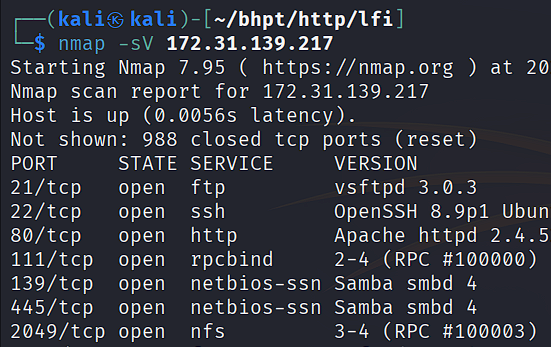 ┌──(kali㉿kali)-[~/bhpt/http/lfi]
└─$ nmap -sV 172.31.139.217
Starting Nmap 7.95 ( https://nmap.org ) at 20
Nmap scan report for 172.31.139.217
Host is up (0.0056s latency).
Not shown: 988 closed tcp ports (reset)
PORT     STATE SERVICE     VERSION
21/tcp   open  ftp         vsftpd 3.0.3
22/tcp   open  ssh         OpenSSH 8.9p1 Ubun
80/tcp   open  http        Apache httpd 2.4.5
111/tcp  open  rpcbind     2-4 (RPC #100000)
139/tcp  open  netbios-ssn Samba smbd 4
445/tcp  open  netbios-ssn Samba smbd 4
2049/tcp open  nfs         3-4 (RPC #100003)